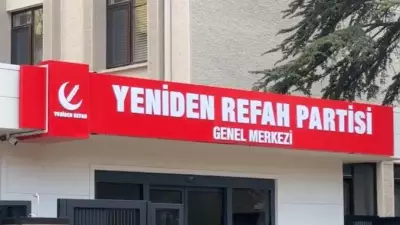 YENİDEN REFAH
YENİDEN REFAH PARTİSİ
GENEL MERKEZİ